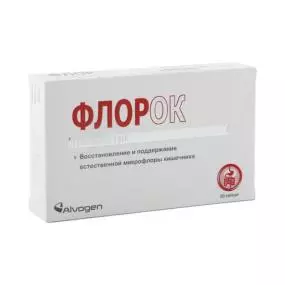 ФЛОРОК
Восстановление и поддержание
естественной микрофлоры кишечника
Alvogen